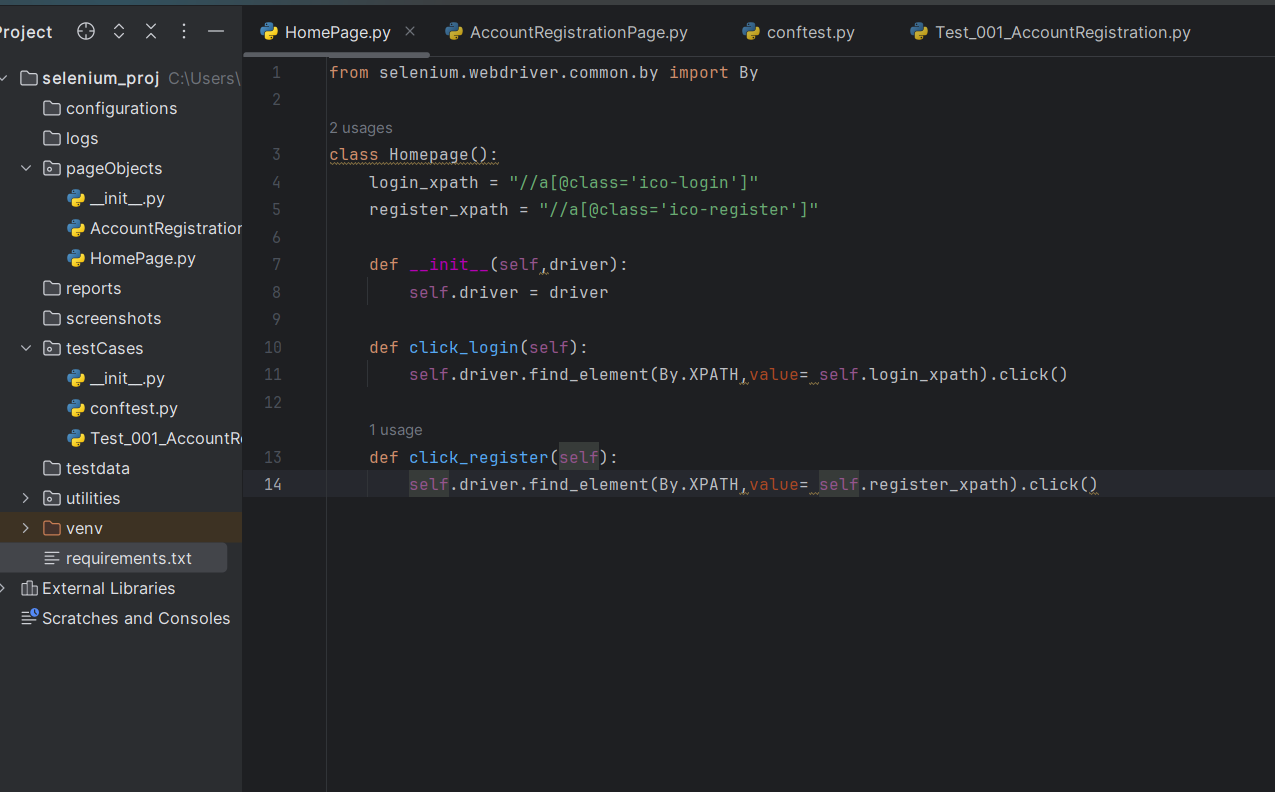 Project
selenium_proj C:\Users\
configurations
logs
pageObjects
__init__.py
AccountRegistration
HomePage.py
reports
screenshots
testCases
__init__.py
conftest.py
Test_001_AccountRe
testdata
utilities
venv
requirements.txt
External Libraries
Scratches and Consoles
HomePage.py AccountRegistrationPage.py conftest.py Test_001_AccountRegistration.py
1 from selenium.webdriver.common.by import By
2
2 usages
3 class Homepage():
4     login_xpath = "//a[@class='ico-login']"
5     register_xpath = "//a[@class='ico-register']"
6
7     def __init__(self,driver):
8         self.driver = driver
9
10     def click_login(self):
11         self.driver.find_element(By.XPATH,value= self.login_xpath).click()
12
1 usage
13     def click_register(self):
14         self.driver.find_element(By.XPATH,value= self.register_xpath).click()